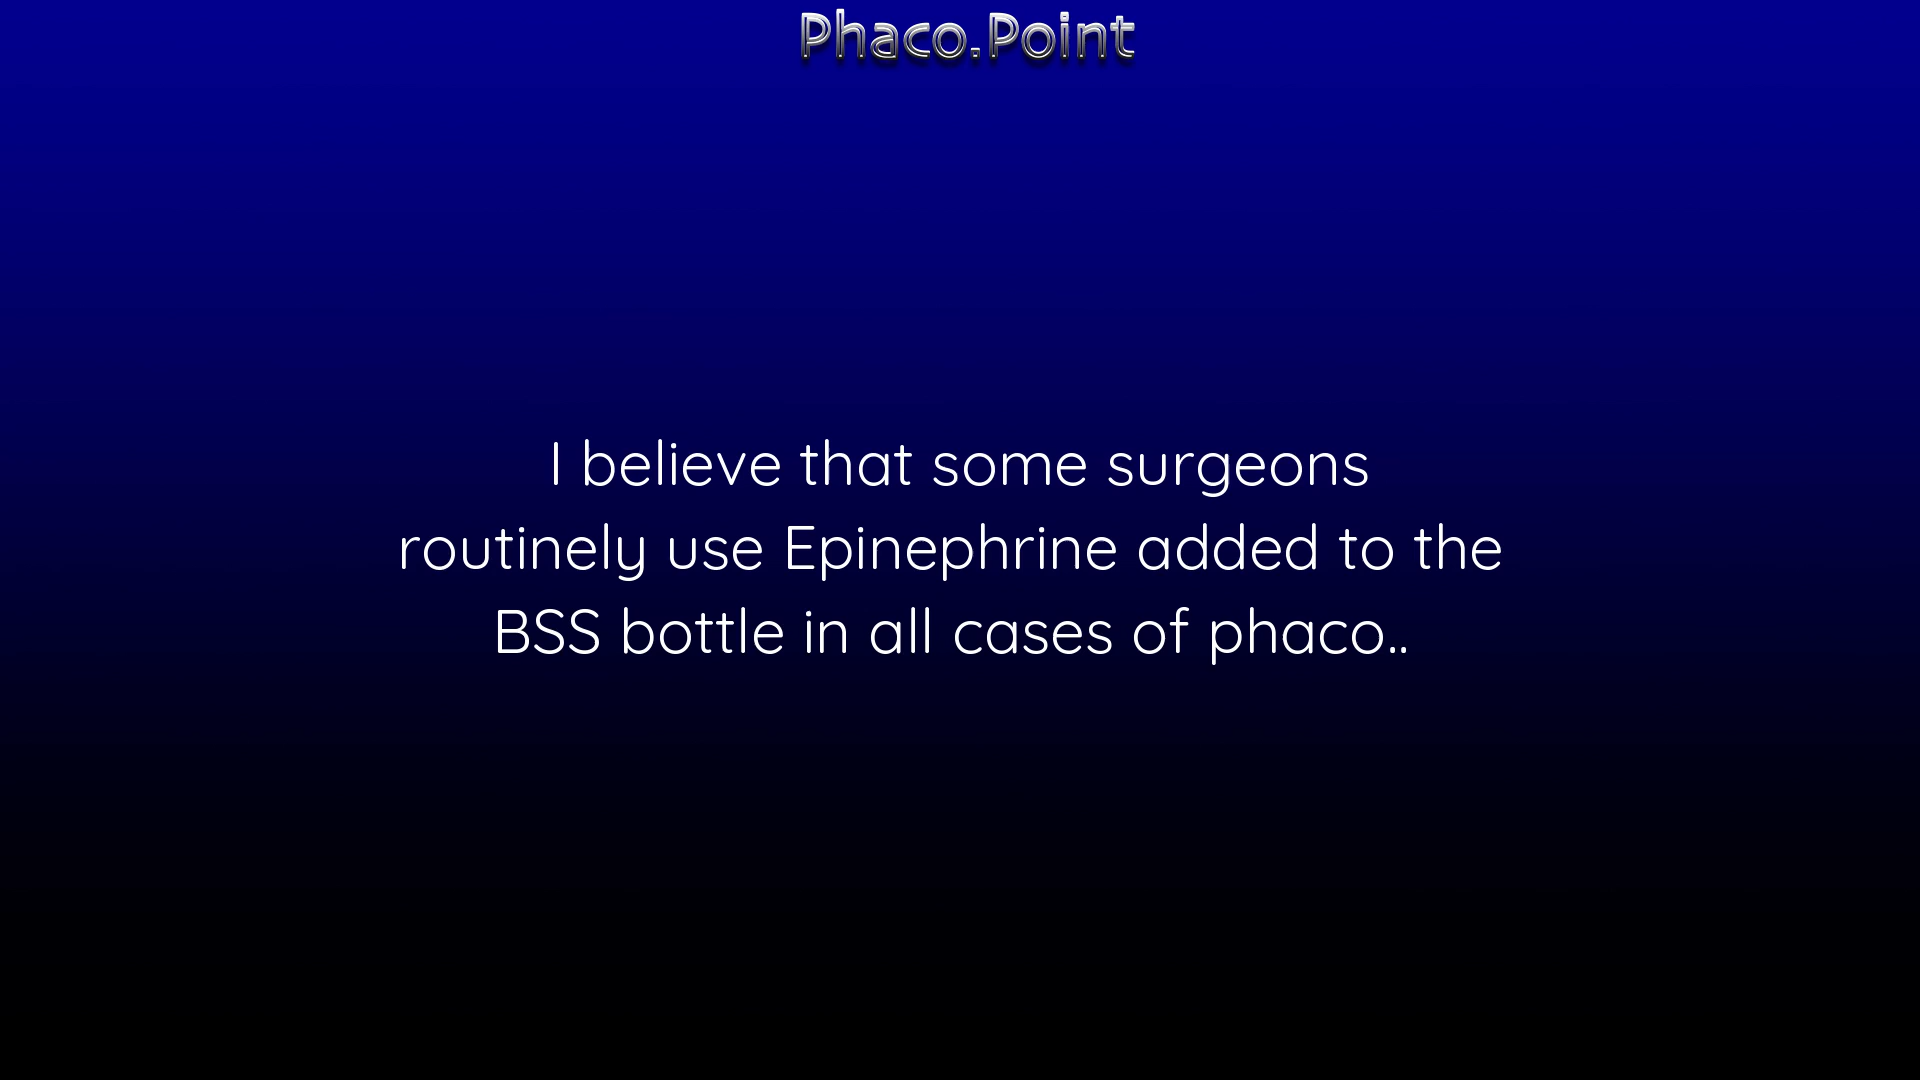 Phaco.Point
I believe that some surgeons
routinely use Epinephrine added to the
BSS bottle in all cases of phaco..